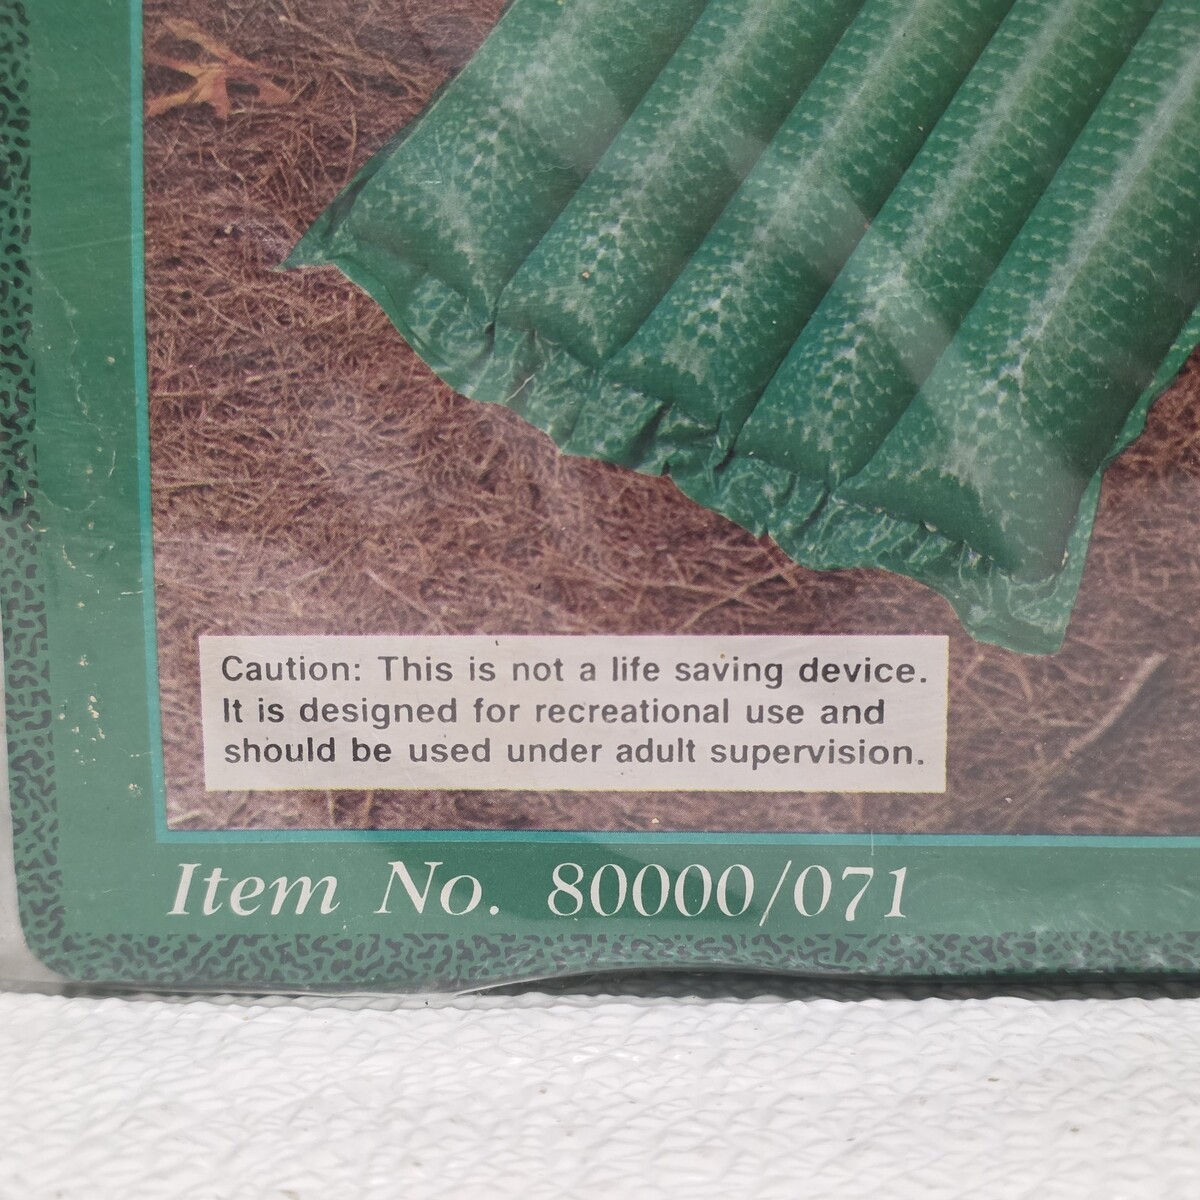 Caution: This is not a life saving device.
It is designed for recreational use and
should be used under adult supervision.
Item No. 80000/071